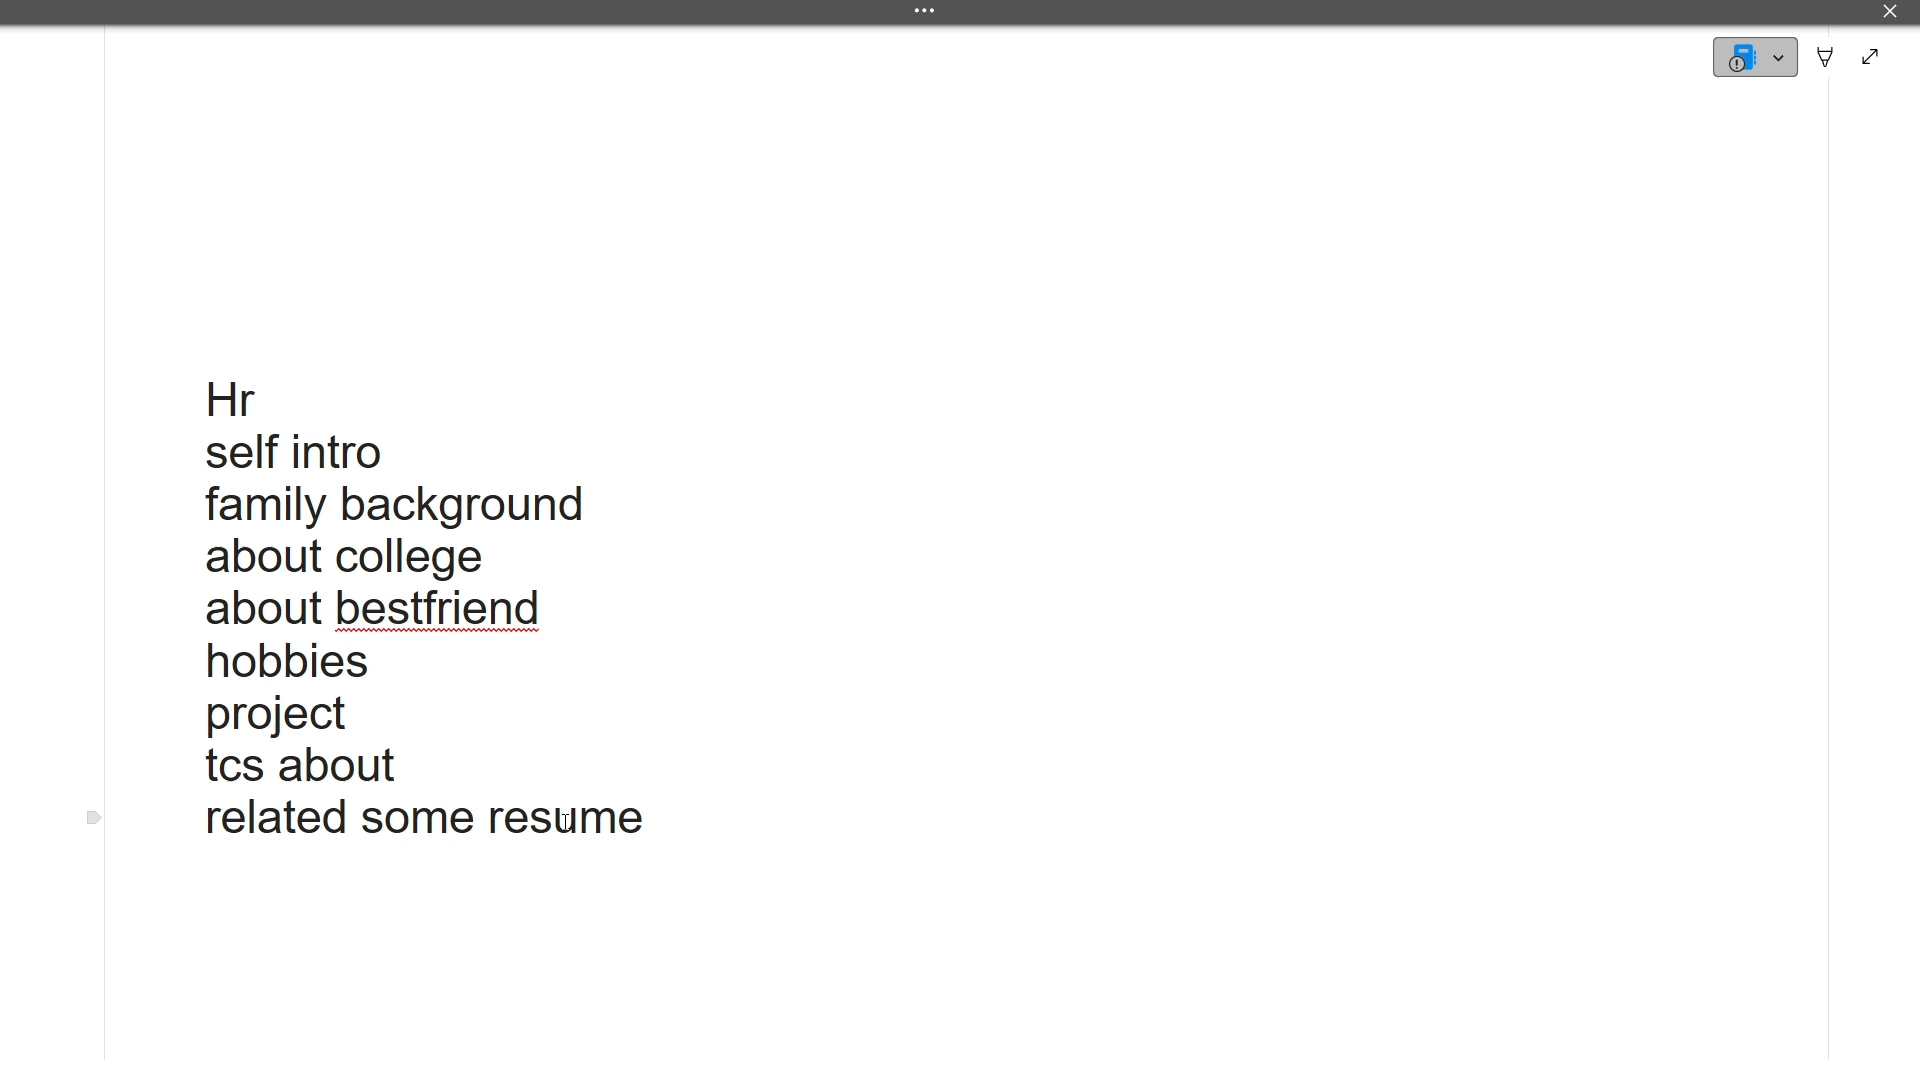 Hr
self intro
family background
about college
about bestfriend
hobbies
project
tcs about
related some resume